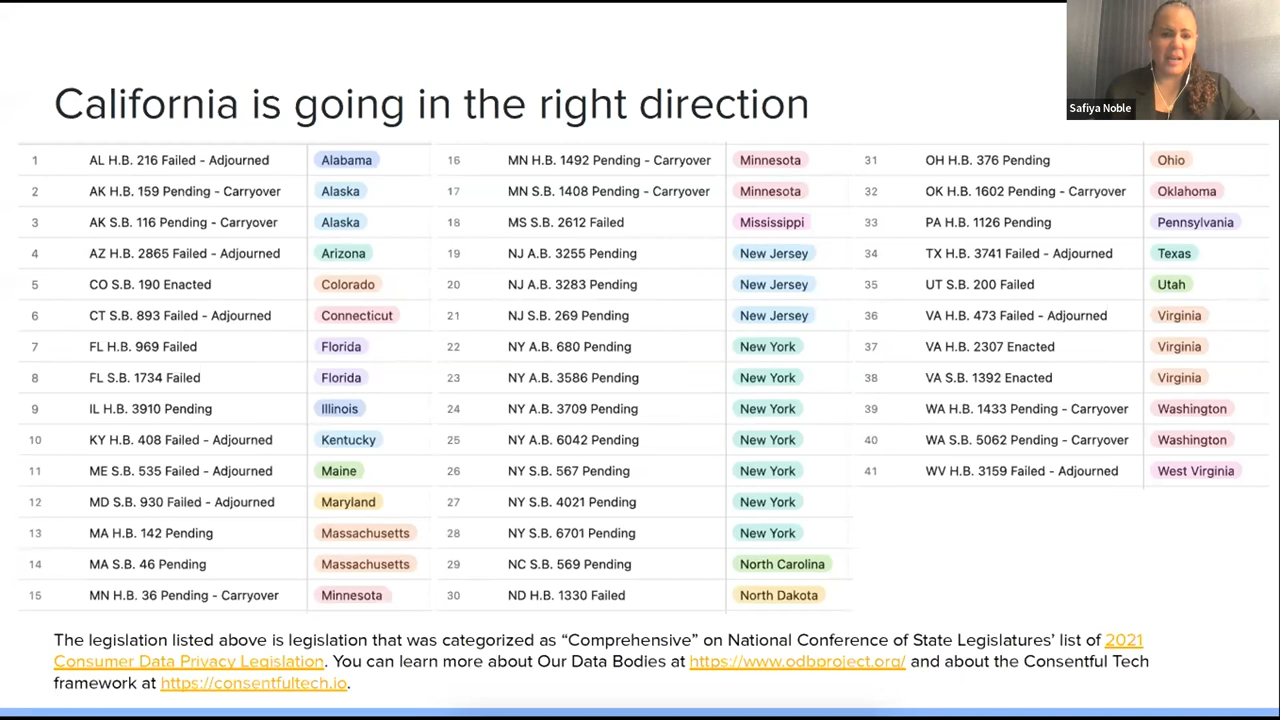 Safiya Noble
California is going in the right direction
1 AL H.B. 216 Failed - Adjourned Alabama
2 AK H.B. 159 Pending - Carryover Alaska
3 AK S.B. 116 Pending - Carryover Alaska
4 AZ H.B. 2865 Failed - Adjourned Arizona
5 CO S.B. 190 Enacted Colorado
6 CT S.B. 893 Failed - Adjourned Connecticut
7 FL H.B. 969 Failed Florida
8 FL S.B. 1734 Failed Florida
9 IL H.B. 3910 Pending Illinois
10 KY H.B. 408 Failed - Adjourned Kentucky
11 ME S.B. 535 Failed - Adjourned Maine
12 MD S.B. 930 Failed - Adjourned Maryland
13 MA H.B. 142 Pending Massachusetts
14 MA S.B. 46 Pending Massachusetts
15 MN H.B. 36 Pending - Carryover Minnesota
16 MN H.B. 1492 Pending - Carryover Minnesota
17 MN S.B. 1408 Pending - Carryover Minnesota
18 MS S.B. 2612 Failed Mississippi
19 NJ A.B. 3255 Pending New Jersey
20 NJ A.B. 3283 Pending New Jersey
21 NJ S.B. 269 Pending New Jersey
22 NY A.B. 680 Pending New York
23 NY A.B. 3586 Pending New York
24 NY A.B. 3709 Pending New York
25 NY A.B. 6042 Pending New York
26 NY S.B. 567 Pending New York
27 NY S.B. 4021 Pending New York
28 NY S.B. 6701 Pending New York
29 NC S.B. 569 Pending North Carolina
30 ND H.B. 1330 Failed North Dakota
31 OH H.B. 376 Pending Ohio
32 OK H.B. 1602 Pending - Carryover Oklahoma
33 PA H.B. 1126 Pending Pennsylvania
34 TX H.B. 3741 Failed - Adjourned Texas
35 UT S.B. 200 Failed Utah
36 VA H.B. 473 Failed - Adjourned Virginia
37 VA H.B. 2307 Enacted Virginia
38 VA S.B. 1392 Enacted Virginia
39 WA H.B. 1433 Pending - Carryover Washington
40 WA S.B. 5062 Pending - Carryover Washington
41 WV H.B. 3159 Failed - Adjourned West Virginia
The legislation listed above is legislation that was categorized as “Comprehensive” on National Conference of State Legislatures’ list of 2021
Consumer Data Privacy Legislation. You can learn more about Our Data Bodies at https://www.odbproject.org/ and about the Consentful Tech
framework at https://consentfultech.io.